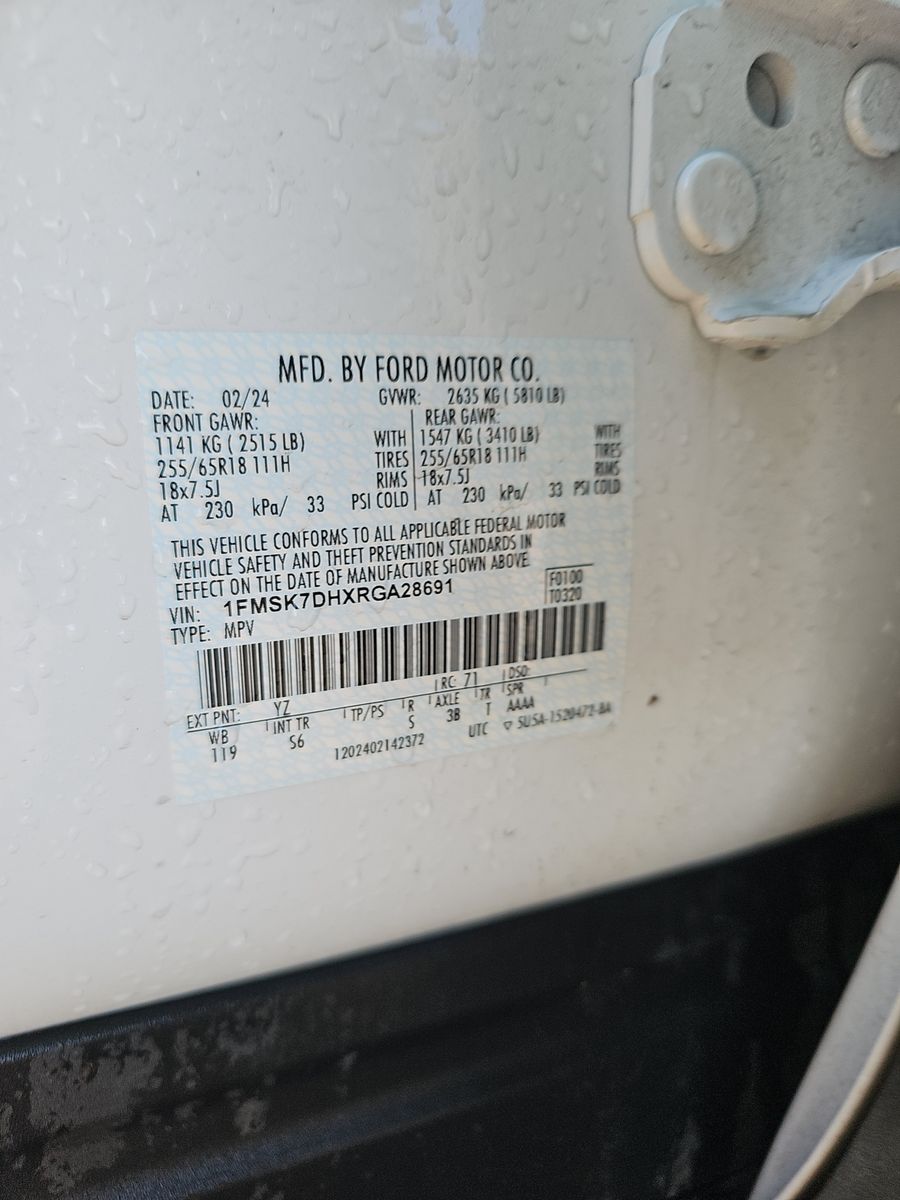 MFD. BY FORD MOTOR CO.
DATE: 02/24 GVWR: 2635 KG ( 5810 LB)
FRONT GAWR: REAR GAWR:
1141 KG ( 2515 LB) WITH 1547 KG ( 3410 LB) WITH
255/65R18 111H TIRES 255/65R18 111H TIRES
18x7.5J RIMS 18x7.5J RIMS
AT 230 kPa/ 33 PSI COLD AT 230 kPa/ 33 PSI COLD
THIS VEHICLE CONFORMS TO ALL APPLICABLE FEDERAL MOTOR
VEHICLE SAFETY AND THEFT PREVENTION STANDARDS IN
EFFECT ON THE DATE OF MANUFACTURE SHOWN ABOVE.
VIN: 1FMSK7DHXRGA28691 F0100
TYPE: MPV T0320
EXT PNT: YZ RC: 71 DSO:
WB INT TR TP/PS R AXLE TR SPR
119 S6 S 3B T AAAA
1202402142372 UTC ▽ 5U5A-1520472-BA